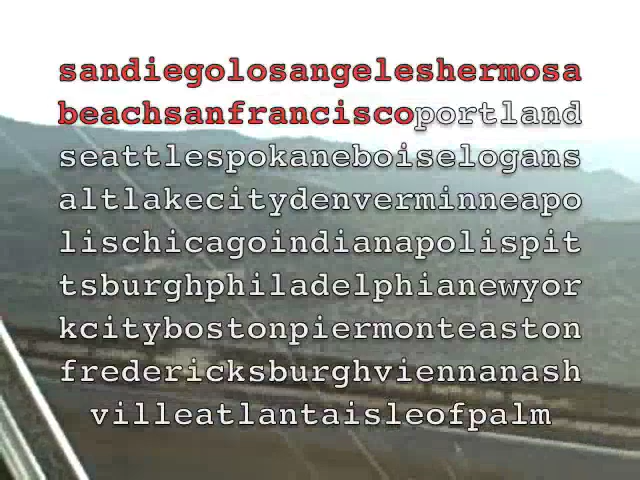 sandiegolosangeleshermosa
beachsanfranciscoportland
seattlespokaneboiselogans
altlakecitydenverminneapo
lischicagoindianapolispit
tsburghphiladelphianewyor
kcitybostonpiermonteaston
fredericksburghviennanash
villeatlantaisleofpalm